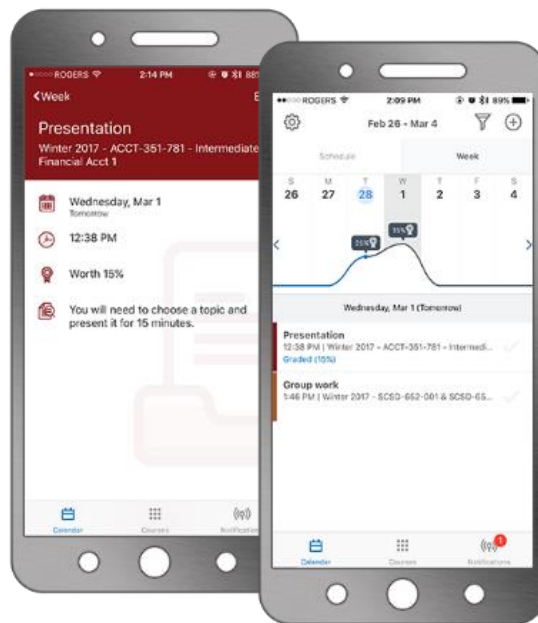 ROGERS 2:14 PM 88%
Week
Presentation
Winter 2017 - ACCT-351-781 - Intermediate
Financial Acct 1
Wednesday, Mar 1
Tomorrow
12:38 PM
Worth 15%
You will need to choose a topic and
present it for 15 minutes.
Calendar Courses
ROGERS 2:09 PM 89%
Feb 26 - Mar 4
Schedule Week
S M T W T F S
26 27 28 1 2 3 4
25%
Wednesday, Mar 1 (Tomorrow)
Presentation
12:38 PM | Winter 2017 - ACCT-351-781 - Intermedi...
Graded (15%)
Group work
1:46 PM | Winter 2017 - SCSD-652-001 & SCSD-65...
Calendar Courses Notifications
1